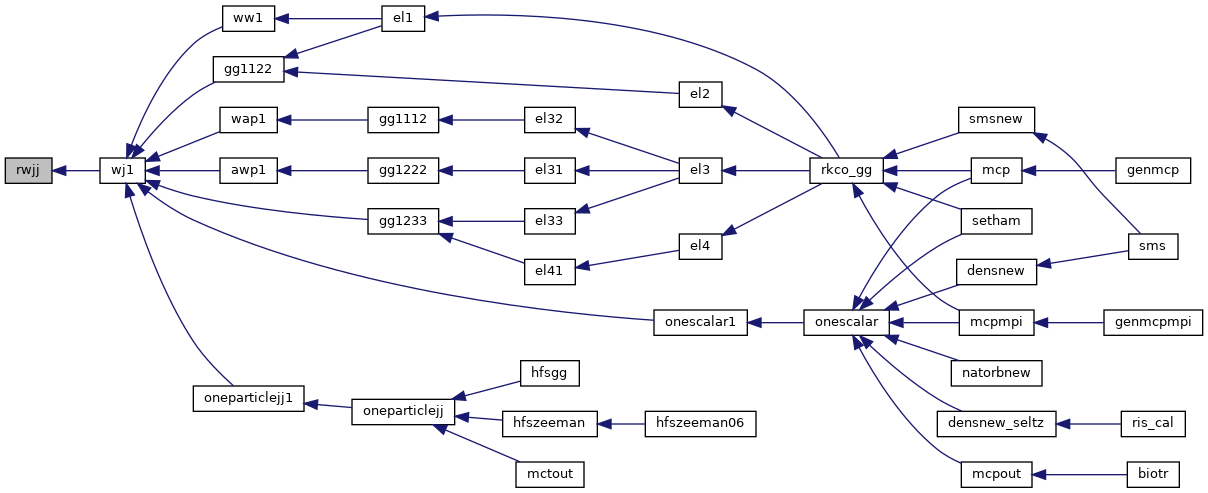 rwjj
wj1
ww1
gg1122
wap1
awp1
gg1233
oneparticlejj1
el1
gg1112
gg1222
el32
el31
el33
el41
el2
el3
el4
onescalar1
oneparticlejj
hfsgg
hfszeeman
mctout
hfszeeman06
rkco_gg
onescalar
smsnew
mcp
setham
densnew
mcpmpi
natorbnew
densnew_seltz
mcpout
genmcp
sms
genmcpmpi
ris_cal
biotr